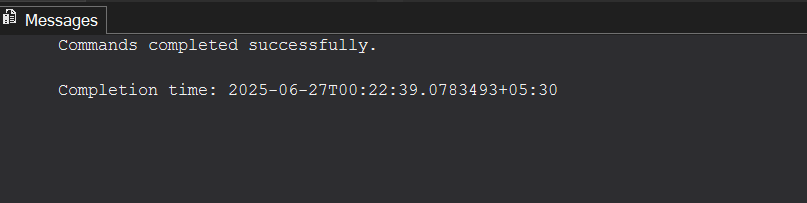 Messages
Commands completed successfully.
Completion time: 2025-06-27T00:22:39.0783493+05:30